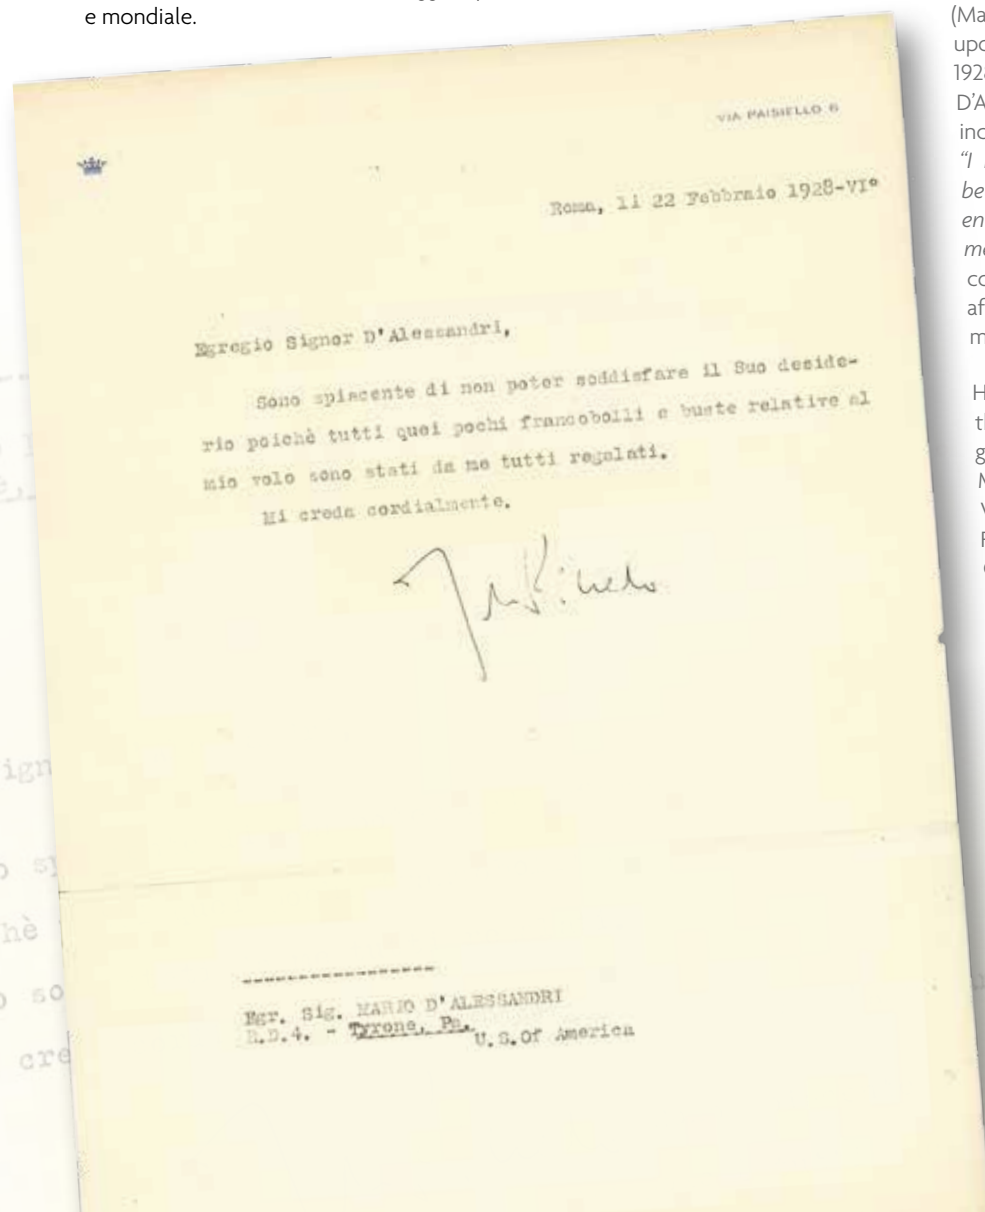 e mondiale.
VIA PAISIELLO 6
Roma, li 22 Febbraio 1928-VI°
Egregio Signor D'Alessandri,
Sono spiacente di non poter soddisfare il Suo deside-
rio poichè tutti quei pochi francobolli e buste relative al
mio volo sono stati da me tutti regalati.
Mi creda cordialmente.
------------------
Egr. Sig. MARIO D'ALESSANDRI
R.D.4. - Tyrone, Pa.
U.S.Of America
(Ma
upo
1928
D'A
inc
"I
be
en
me
co
af
m
H
th
g
M
v
ign
hè
so
cre